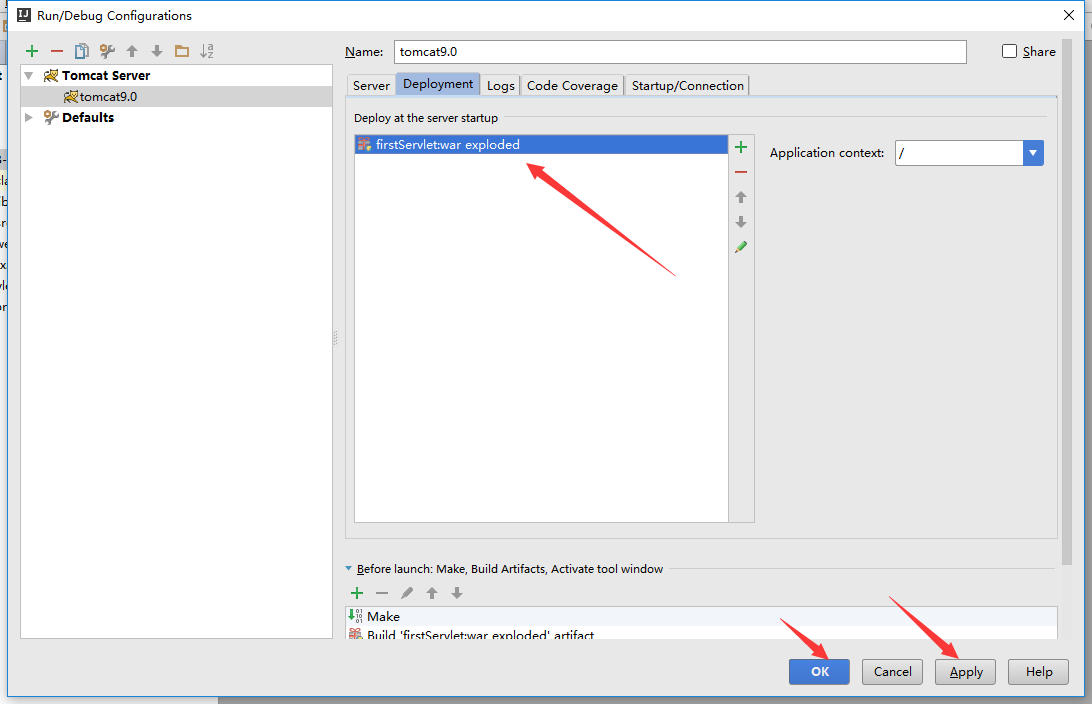 Run/Debug Configurations
Name: tomcat9.0
Share
Tomcat Server
tomcat9.0
Defaults
Server Deployment Logs Code Coverage Startup/Connection
Deploy at the server startup
firstServlet:war exploded
Application context: /
Before launch: Make, Build Artifacts, Activate tool window
Make
Build 'firstServlet:war exploded' artifact
OK Cancel Apply Help